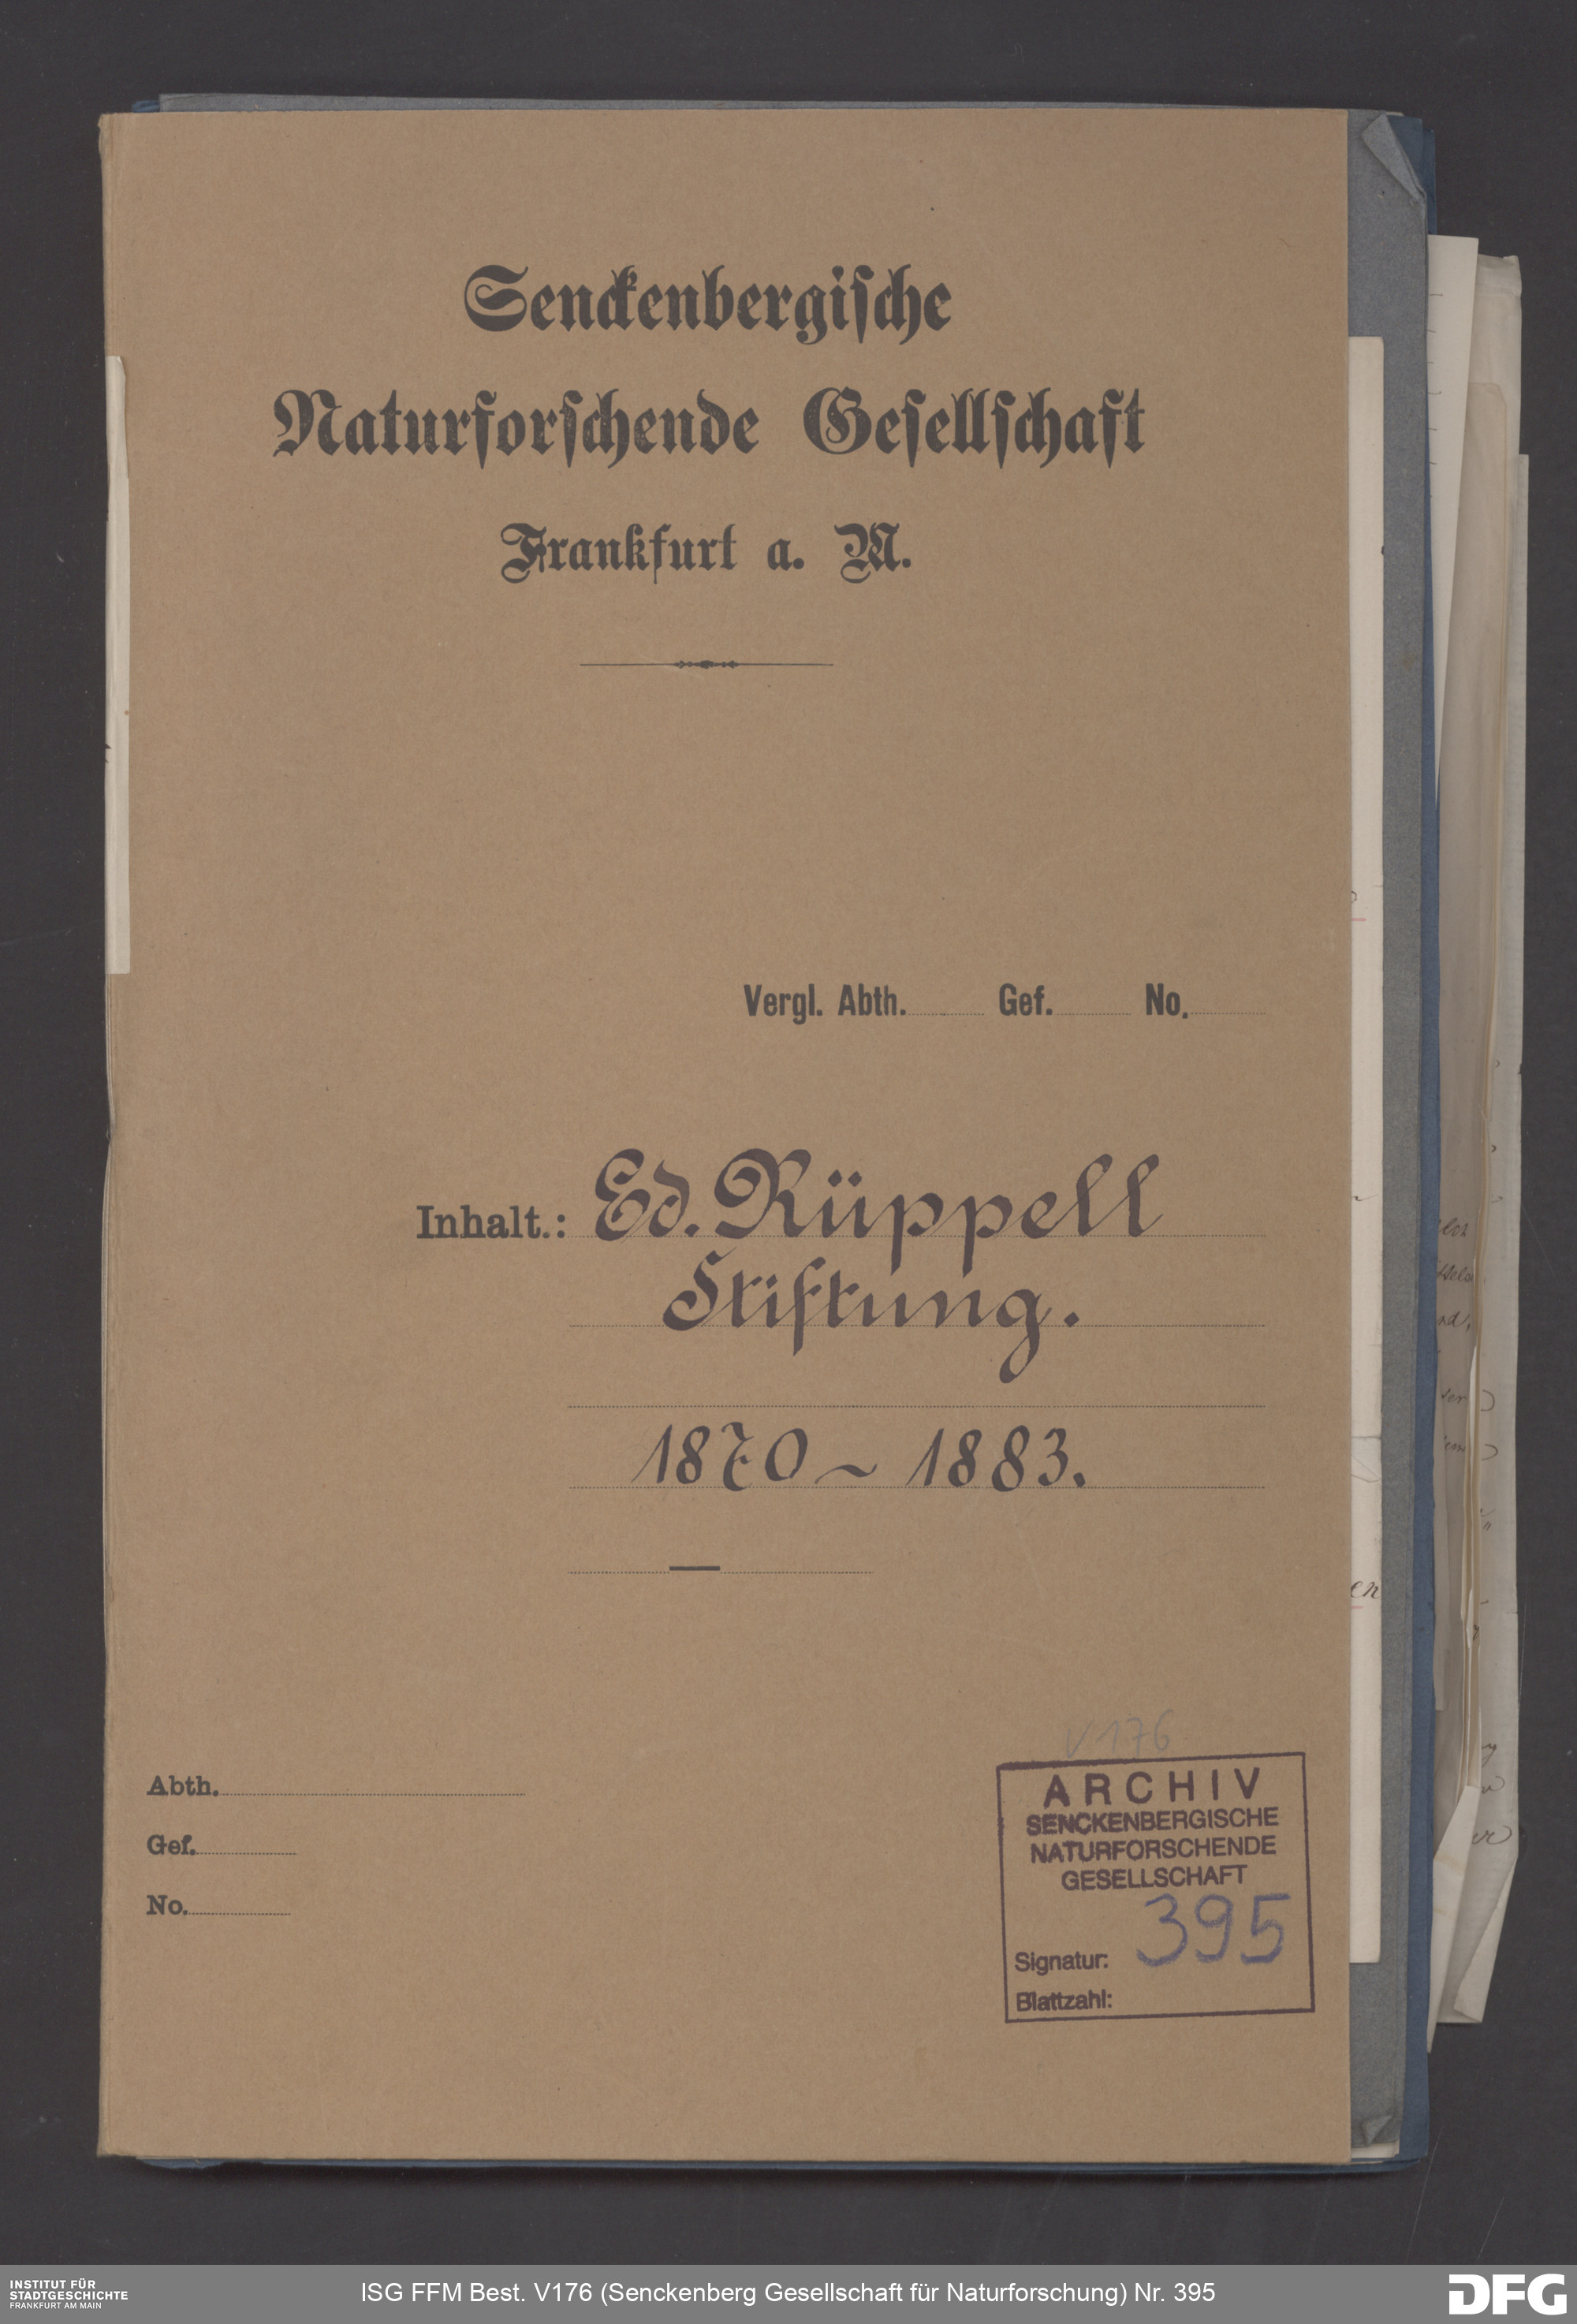 Senckenbergische
Naturforschende Gesellschaft
Frankfurt a. M.
Vergl. Abth. Gef. No.
Inhalt.: Ed. Rüppell
Stiftung.
1870 - 1883.
—
Abth.
Gef.
No.
V 176
ARCHIV
SENCKENBERGISCHE
NATURFORSCHENDE
GESELLSCHAFT
Signatur: 395
Blattzahl:
en
INSTITUT FÜR
STADTGESCHICHTE
FRANKFURT AM MAIN
ISG FFM Best. V176 (Senckenberg Gesellschaft für Naturforschung) Nr. 395
DFG